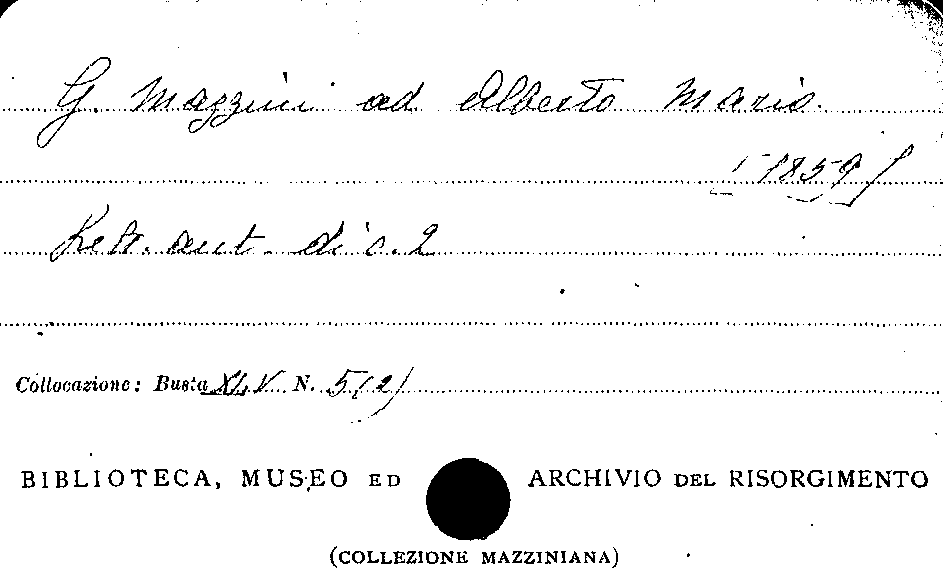 G. Mazzini ad Alberto Mario.
[1859]
Lett. aut. di c. 2
Collocazione: Busta XLV N. 5(2)
BIBLIOTECA, MUSEO ED ARCHIVIO DEL RISORGIMENTO
(COLLEZIONE MAZZINIANA)